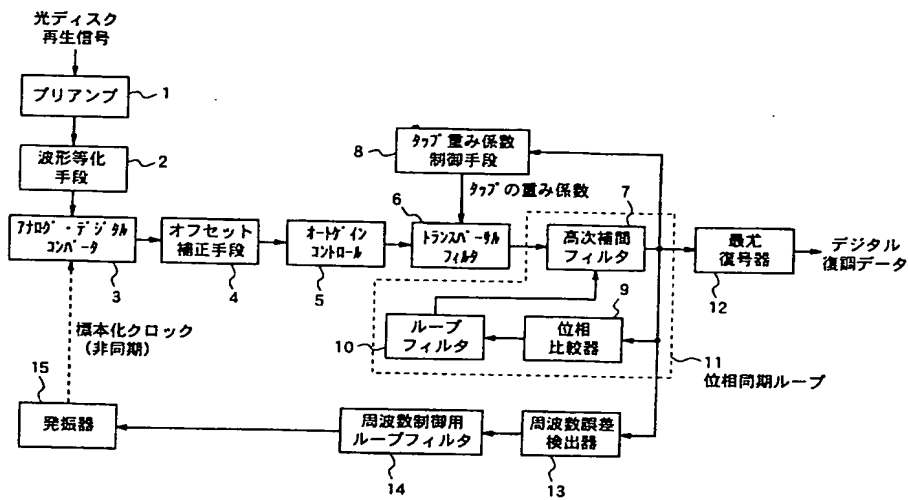 光ディスク
再生信号
プリアンプ
1
波形等化
手段
2
アナログ・デジタル
コンバータ
3
オフセット
補正手段
4
オートゲイン
コントロール
5
6
トランスバーサル
フィルタ
8
タップ重み係数
制御手段
タップの重み係数
7
高次補間
フィルタ
最尤
復号器
12
デジタル
復調データ
10
ループ
フィルタ
9
位相
比較器
11
位相同期ループ
標本化クロック
(非同期)
15
発振器
周波数制御用
ループフィルタ
14
周波数誤差
検出器
13